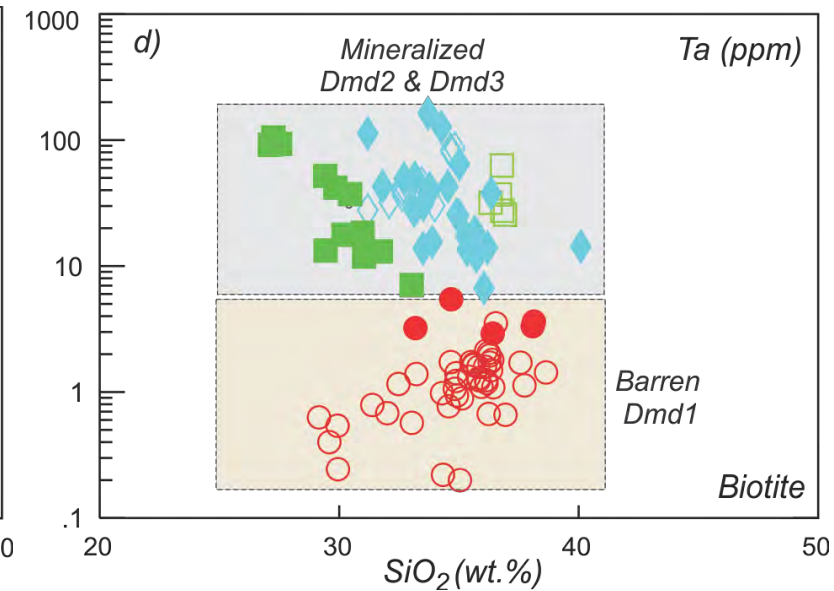 1000
d)
Mineralized
Dmd2 & Dmd3
Ta (ppm)
100
10
1
Barren
Dmd1
Biotite
.1
0
20
30
40
50
SiO2 (wt.%)